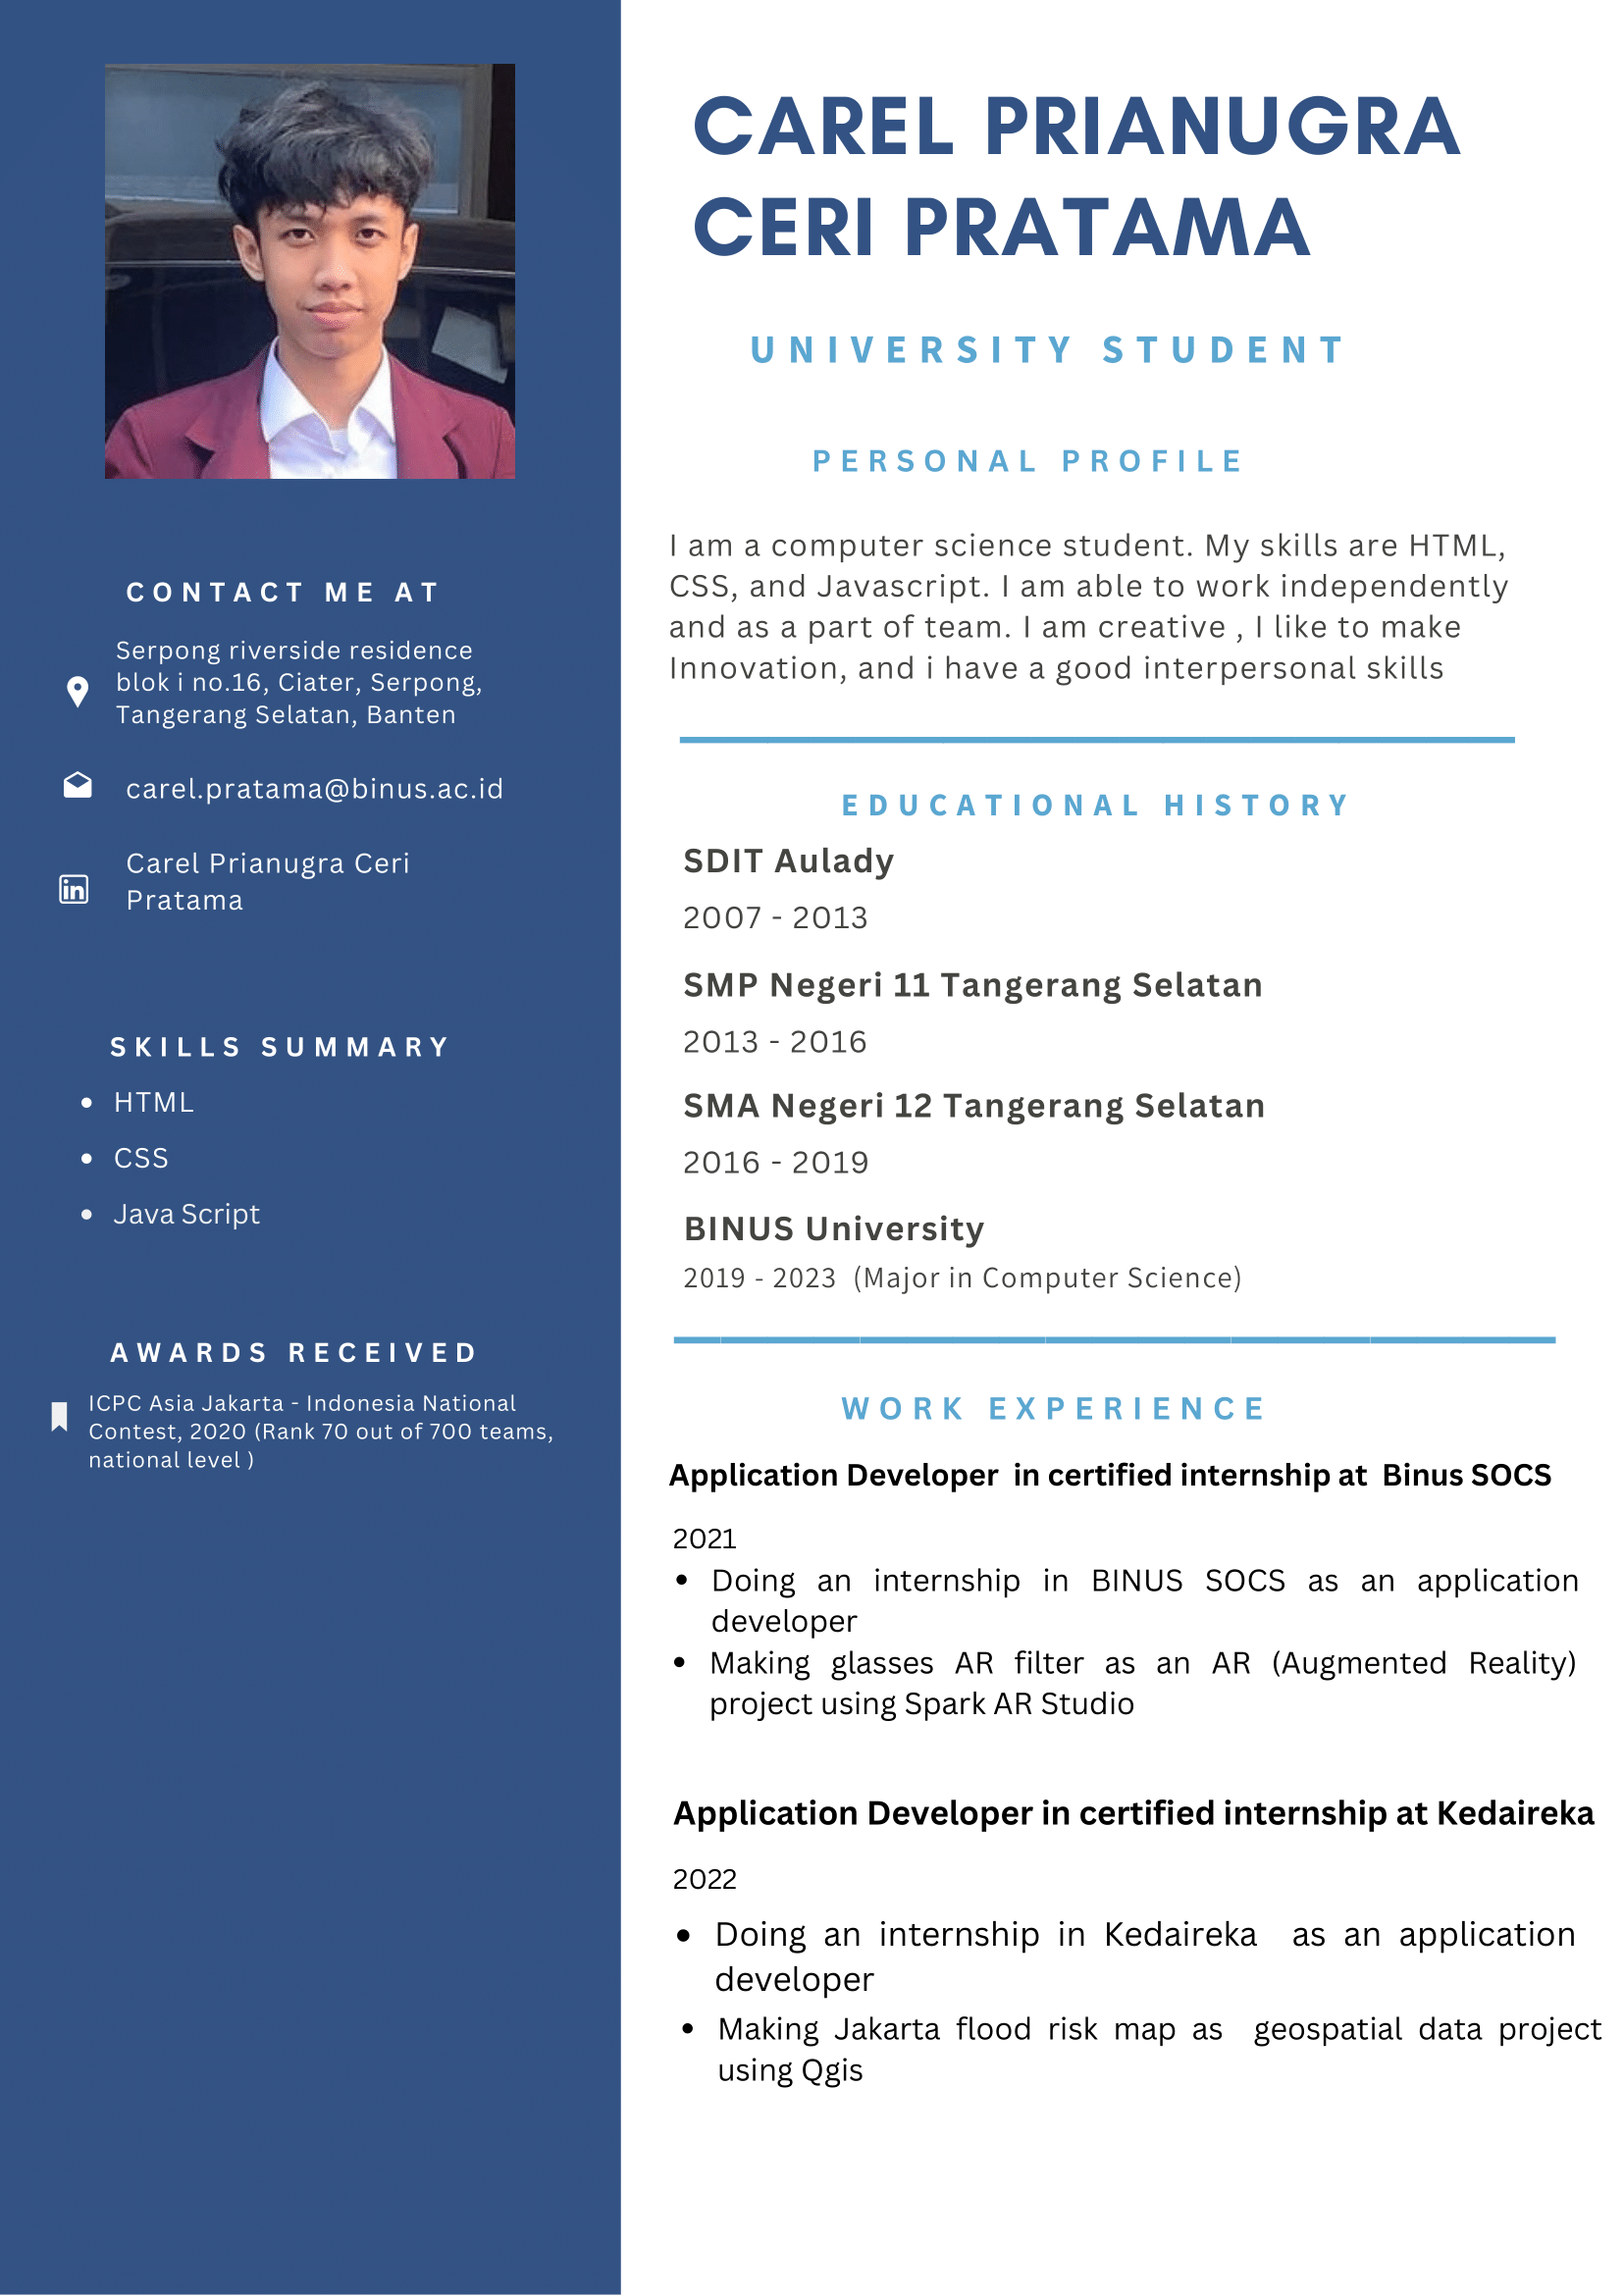 CAREL PRIANUGRA
CERI PRATAMA
UNIVERSITY STUDENT
PERSONAL PROFILE
I am a computer science student. My skills are HTML,
CSS, and Javascript. I am able to work independently
and as a part of team. I am creative , I like to make
Innovation, and i have a good interpersonal skills
CONTACT ME AT
Serpong riverside residence
blok i no.16, Ciater, Serpong,
Tangerang Selatan, Banten
carel.pratama@binus.ac.id
in
Carel Prianugra Ceri
Pratama
SKILLS SUMMARY
• HTML
• CSS
• Java Script
AWARDS RECEIVED
ICPC Asia Jakarta - Indonesia National
Contest, 2020 (Rank 70 out of 700 teams,
national level )
EDUCATIONAL HISTORY
SDIT Aulady
2007 - 2013
SMP Negeri 11 Tangerang Selatan
2013 - 2016
SMA Negeri 12 Tangerang Selatan
2016 - 2019
BINUS University
2019 - 2023 (Major in Computer Science)
WORK EXPERIENCE
Application Developer in certified internship at Binus SOCS
2021
• Doing an internship in BINUS SOCS as an application
developer
• Making glasses AR filter as an AR (Augmented Reality)
project using Spark AR Studio
Application Developer in certified internship at Kedaireka
2022
• Doing an internship in Kedaireka as an application
developer
• Making Jakarta flood risk map as geospatial data project
using Qgis